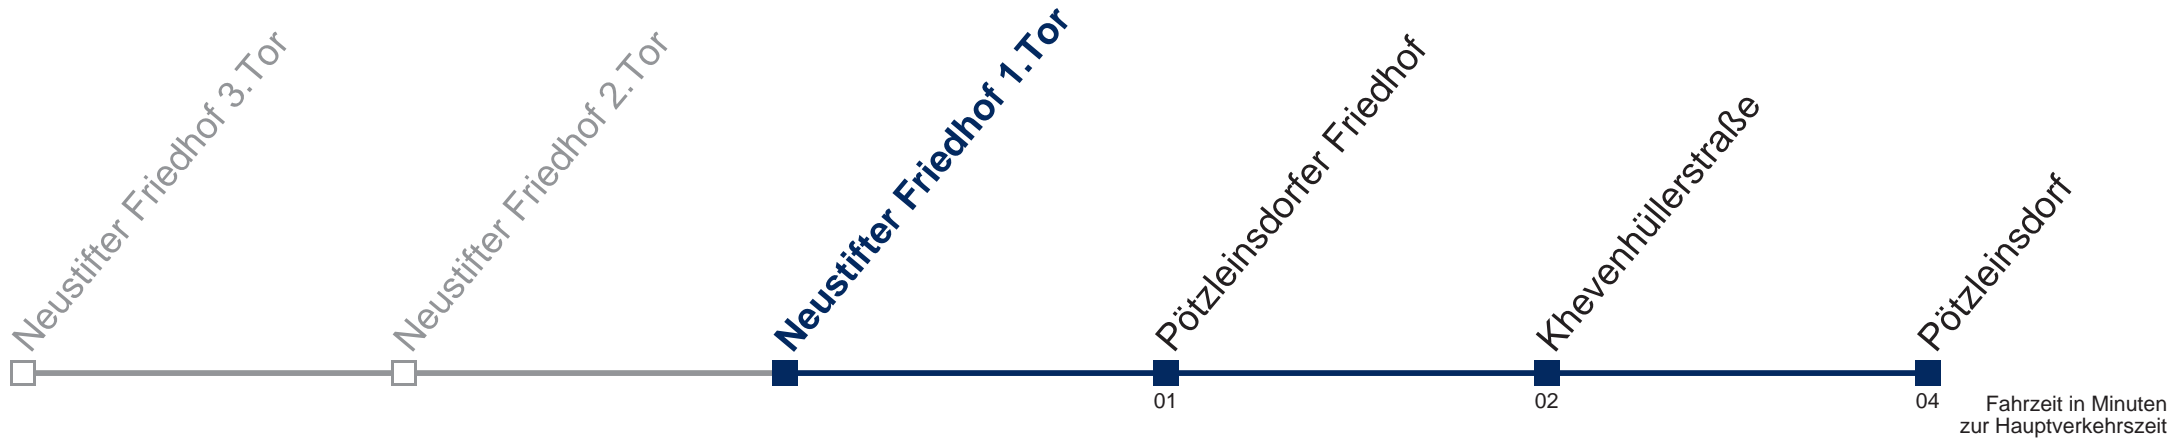 Neustifter Friedhof 3.Tor
Neustifter Friedhof 2.Tor
Neustifter Friedhof 1.Tor
Pötzleinsdorfer Friedhof
Khevenhüllerstraße
Pötzleinsdorf
01
02
04
Fahrzeit in Minuten
zur Hauptverkehrszeit